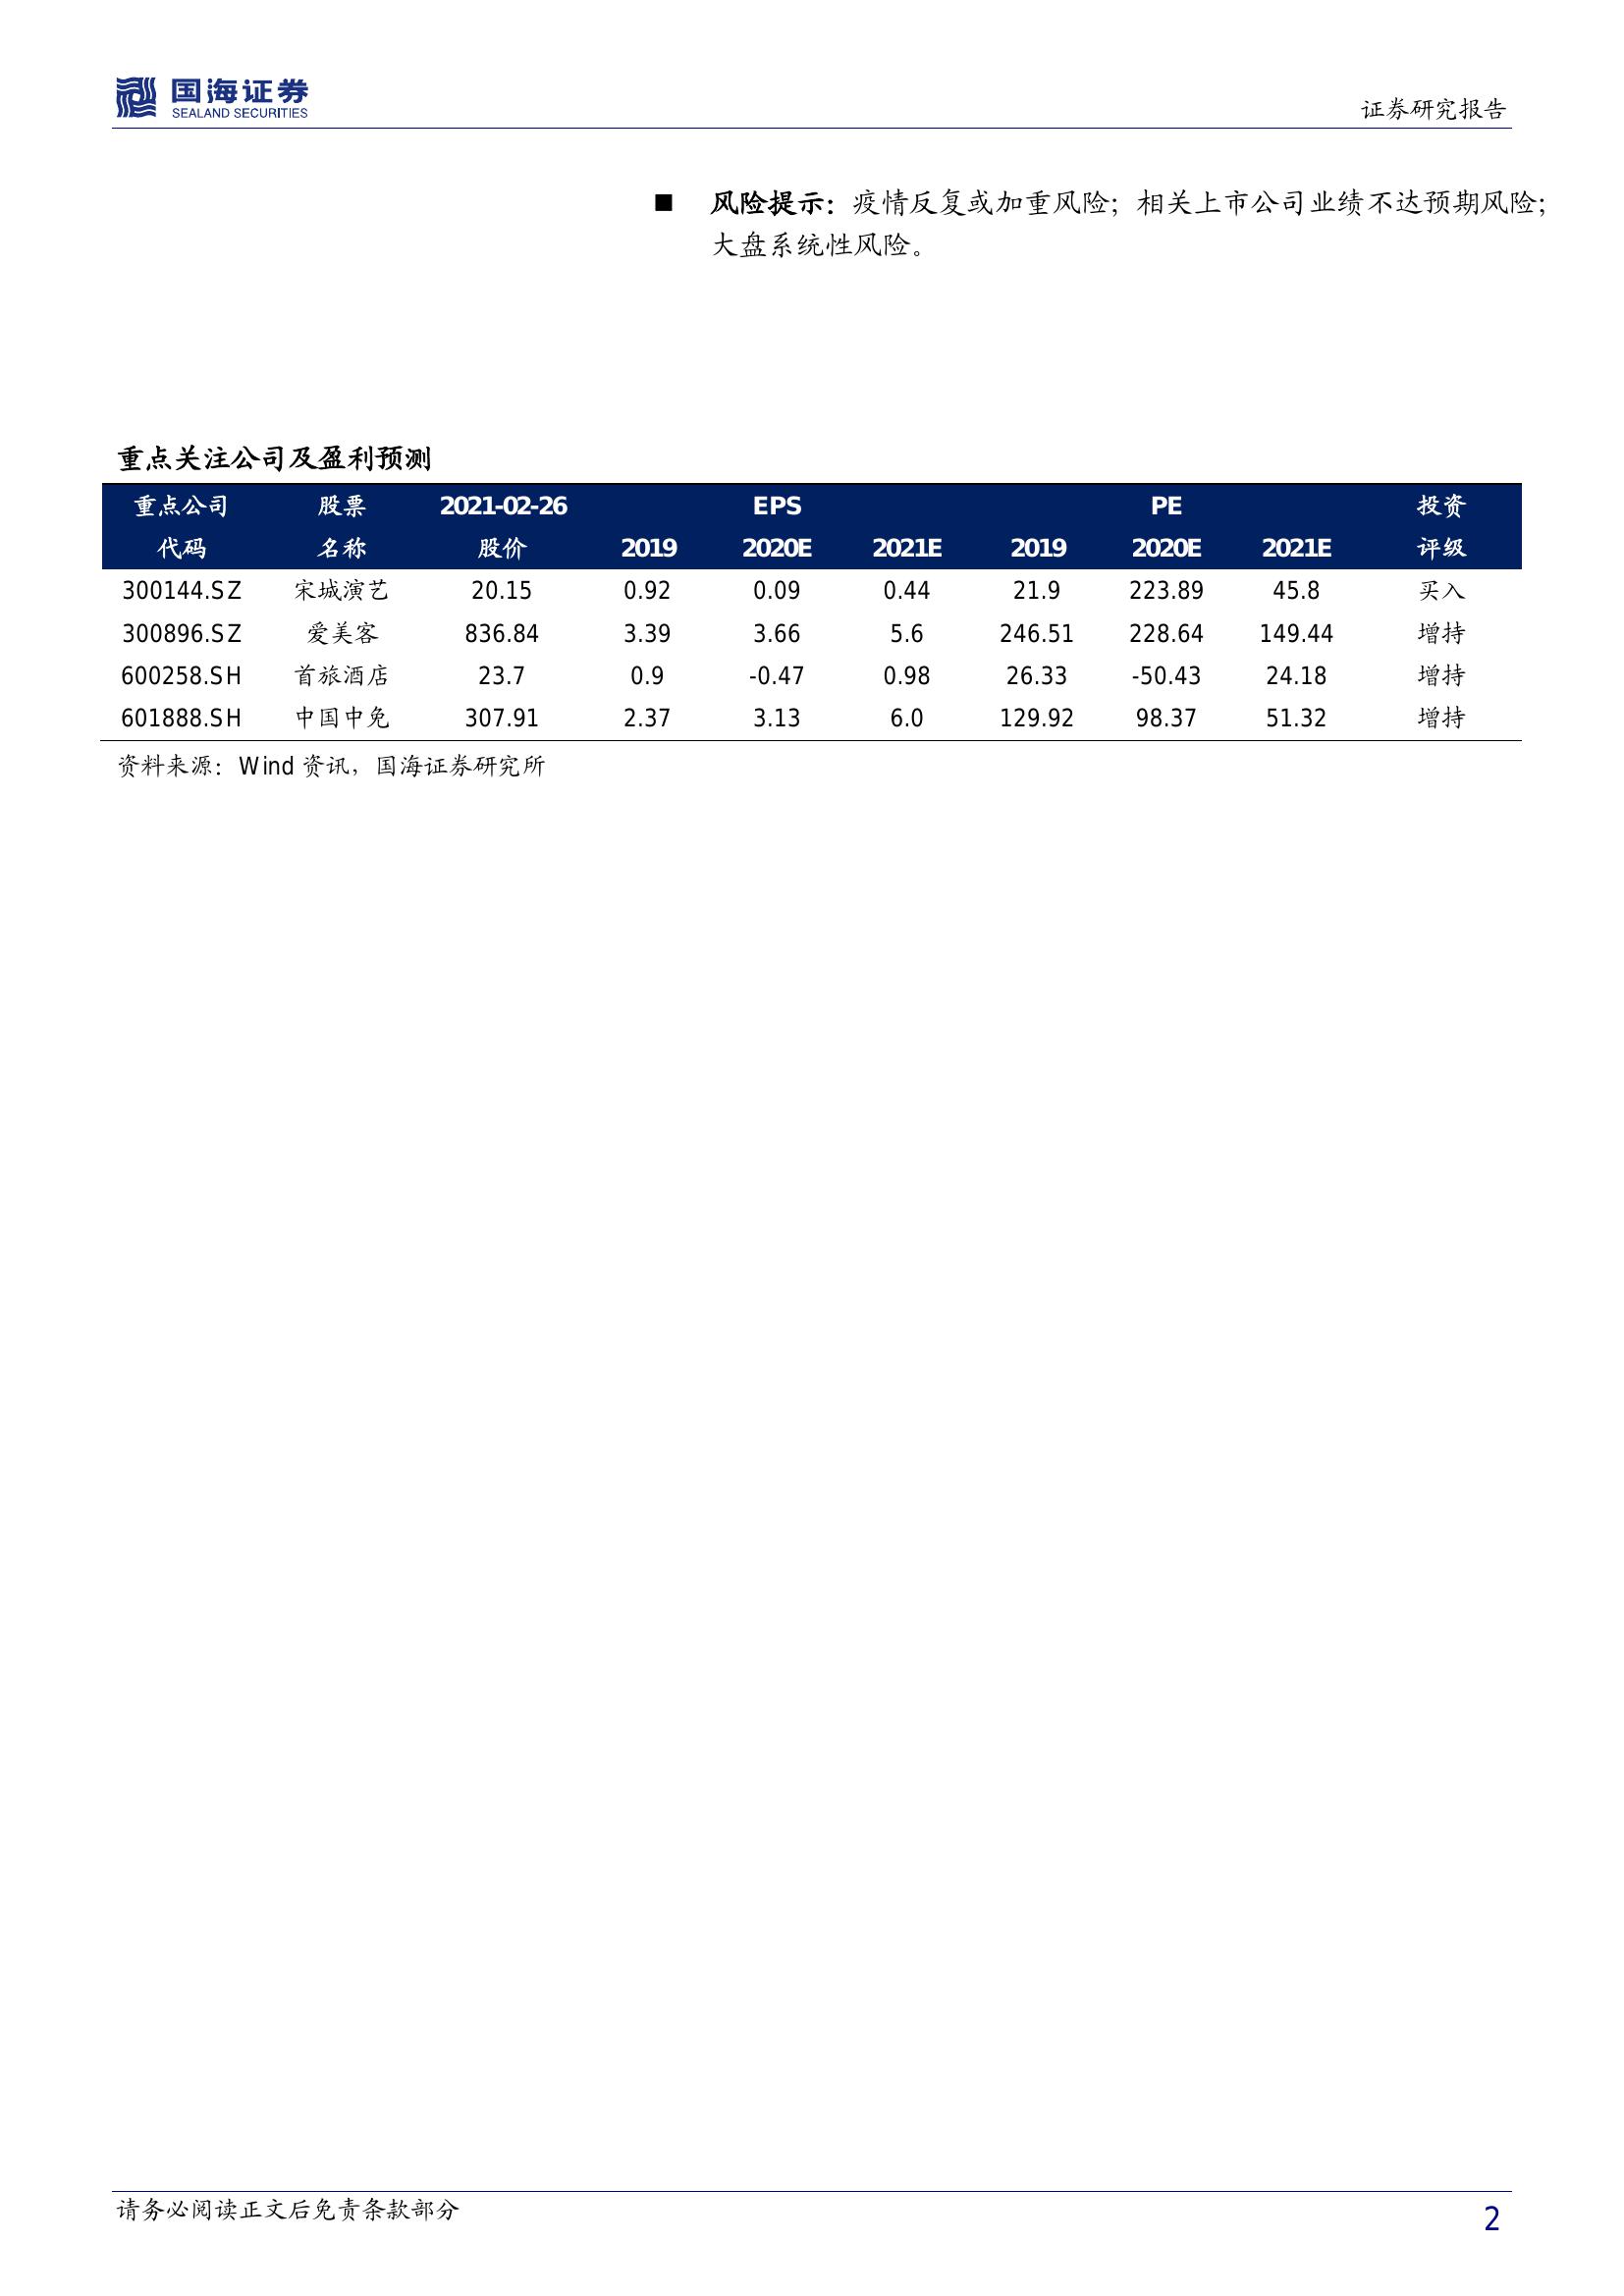 国海证券
SEALAND SECURITIES
证券研究报告
■ 风险提示：疫情反复或加重风险；相关上市公司业绩不达预期风险；
大盘系统性风险。
重点关注公司及盈利预测
重点公司 股票 2021-02-26 EPS PE 投资
代码 名称 股价 2019 2020E 2021E 2019 2020E 2021E 评级
300144.SZ 宋城演艺 20.15 0.92 0.09 0.44 21.9 223.89 45.8 买入
300896.SZ 爱美客 836.84 3.39 3.66 5.6 246.51 228.64 149.44 增持
600258.SH 首旅酒店 23.7 0.9 -0.47 0.98 26.33 -50.43 24.18 增持
601888.SH 中国中免 307.91 2.37 3.13 6.0 129.92 98.37 51.32 增持
资料来源：Wind 资讯，国海证券研究所
请务必阅读正文后免责条款部分
2